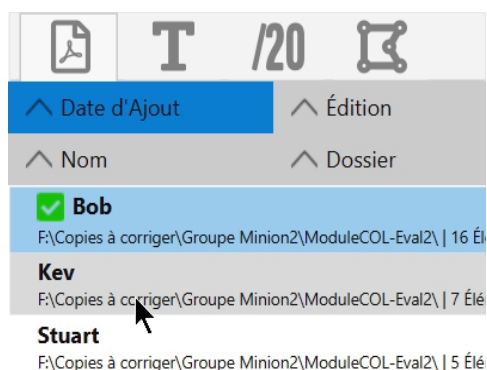 T /20
Date d'Ajout Édition
Nom Dossier
Bob
F:\Copies à corriger\Groupe Minion2\ModuleCOL-Eval2\ | 16 Él
Kev
F:\Copies à corriger\Groupe Minion2\ModuleCOL-Eval2\ | 7 Élé
Stuart
F:\Copies à corriger\Groupe Minion2\ModuleCOL-Eval2\ | 5 Élé